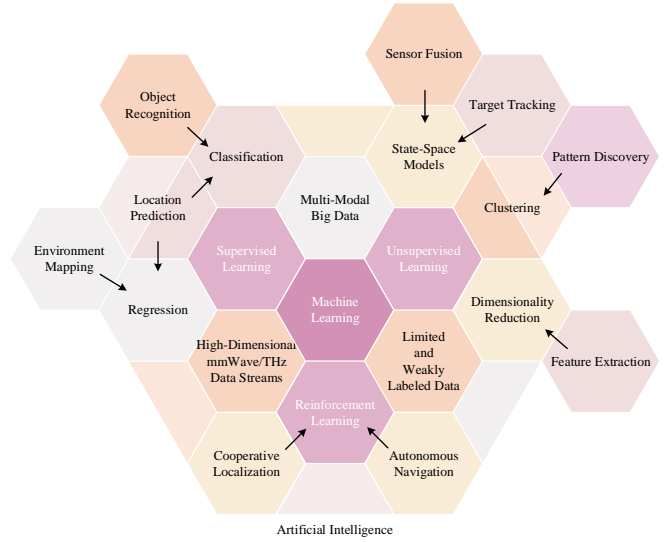 Sensor Fusion
Object
Recognition
Target Tracking
Classification
State-Space
Models
Pattern Discovery
Location
Prediction
Multi-Modal
Big Data
Clustering
Environment
Mapping
Supervised
Learning
Unsupervised
Learning
Regression
Machine
Learning
Dimensionality
Reduction
High-Dimensional
mmWave/THz
Data Streams
Limited
and
Weakly
Labeled Data
Feature Extraction
Reinforcement
Learning
Cooperative
Localization
Autonomous
Navigation
Artificial Intelligence